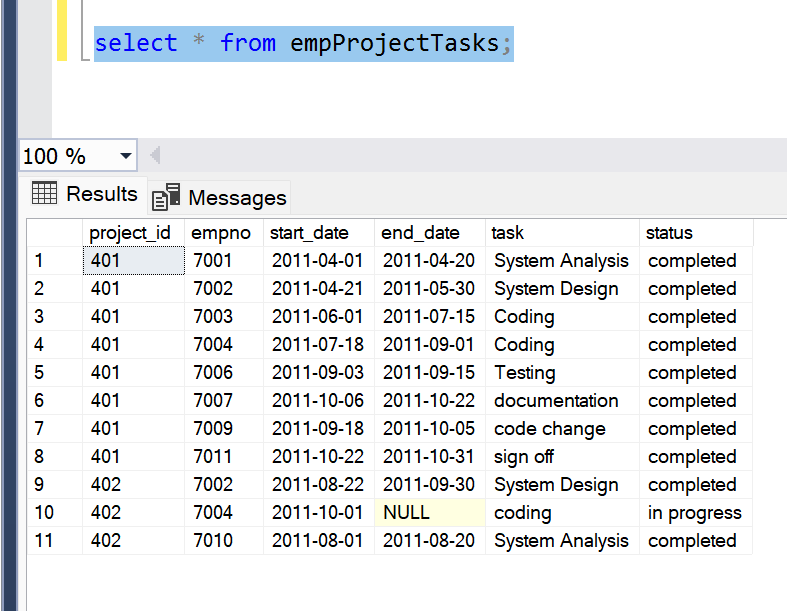 select * from empProjectTasks;
100 %
Results Messages
project_id empno start_date end_date task status
1 401 7001 2011-04-01 2011-04-20 System Analysis completed
2 401 7002 2011-04-21 2011-05-30 System Design completed
3 401 7003 2011-06-01 2011-07-15 Coding completed
4 401 7004 2011-07-18 2011-09-01 Coding completed
5 401 7006 2011-09-03 2011-09-15 Testing completed
6 401 7007 2011-10-06 2011-10-22 documentation completed
7 401 7009 2011-09-18 2011-10-05 code change completed
8 401 7011 2011-10-22 2011-10-31 sign off completed
9 402 7002 2011-08-22 2011-09-30 System Design completed
10 402 7004 2011-10-01 NULL coding in progress
11 402 7010 2011-08-01 2011-08-20 System Analysis completed